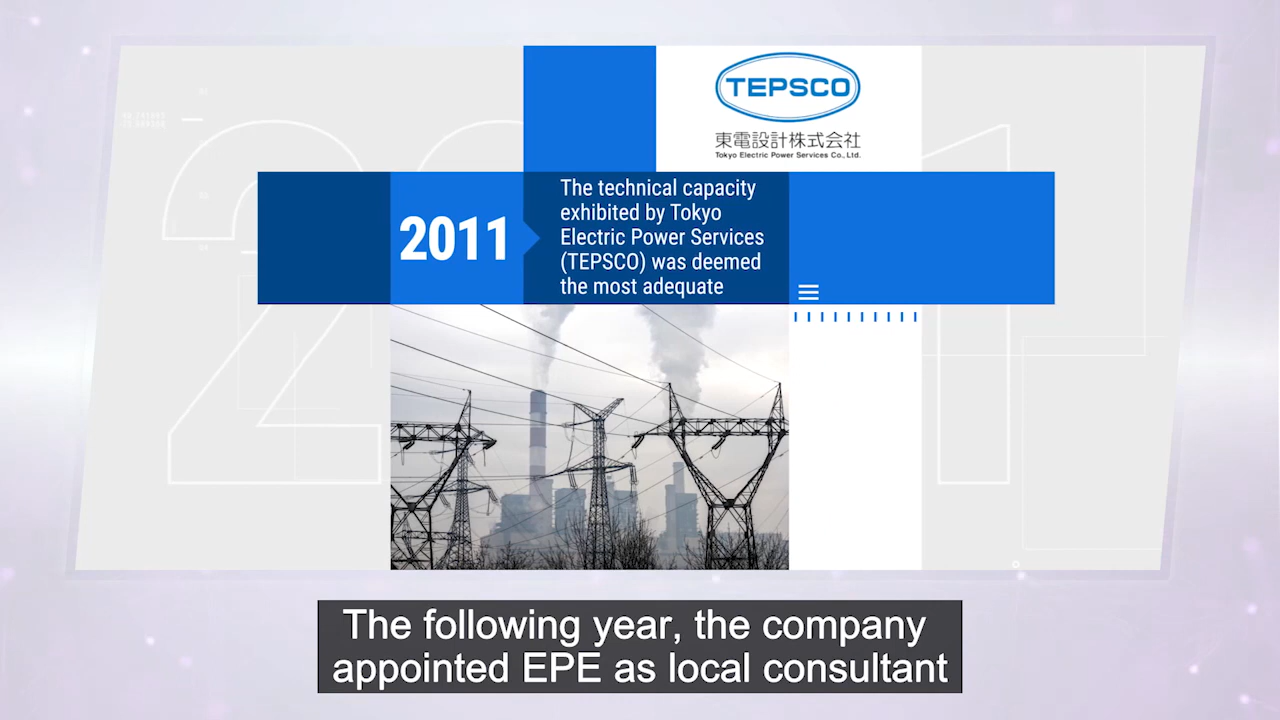 TEPSCO
東電設計株式会社
Tokyo Electric Power Services Co., Ltd.
2011
The technical capacity
exhibited by Tokyo
Electric Power Services
(TEPSCO) was deemed
the most adequate
The following year, the company
appointed EPE as local consultant